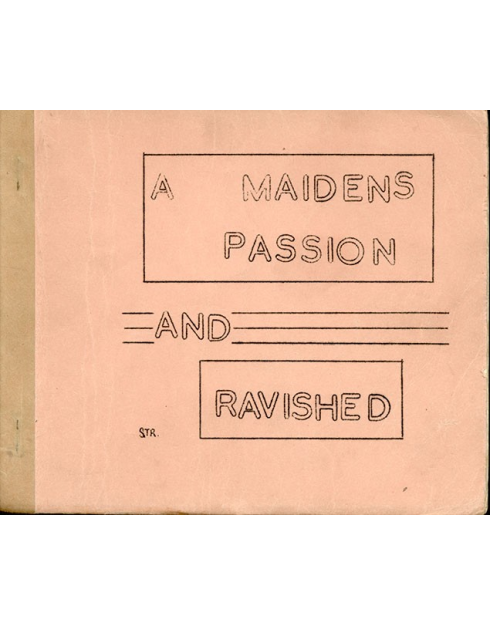 A MAIDENS
PASSION
AND
RAVISHED
STR.